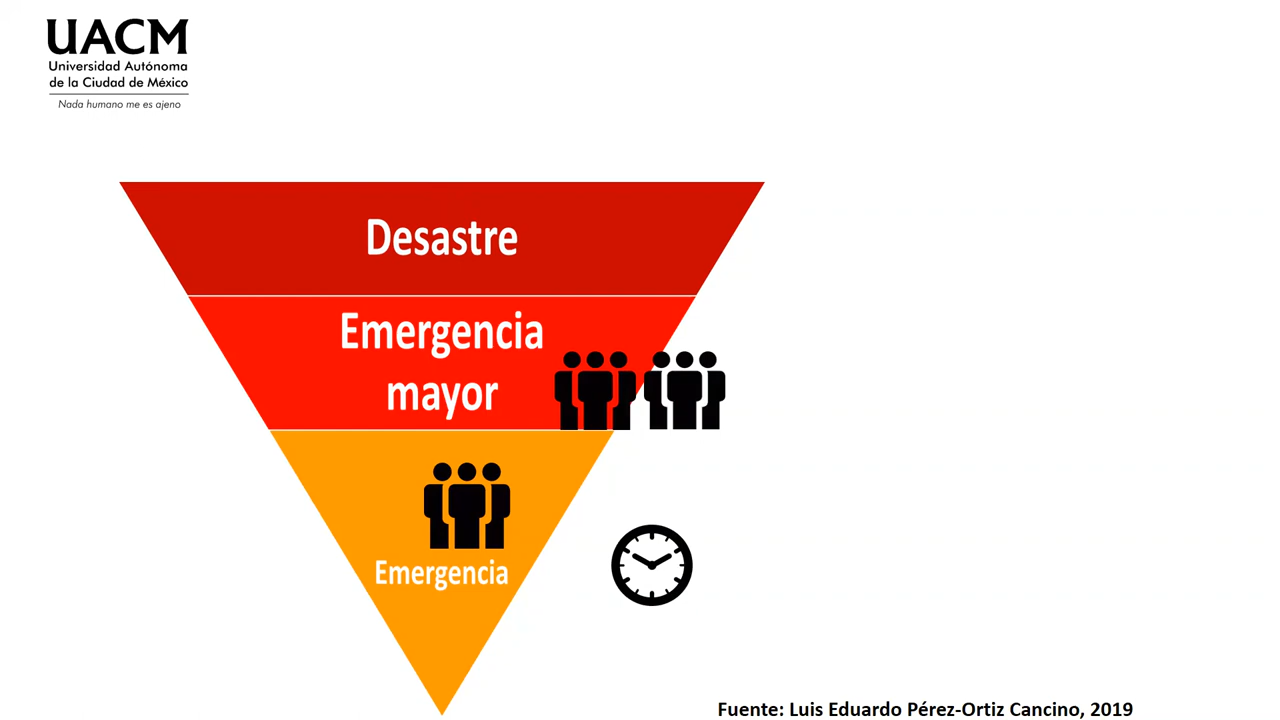 UACM
Universidad Autónoma
de la Ciudad de México
Nada humano me es ajeno
Desastre
Emergencia
mayor
Emergencia
Fuente: Luis Eduardo Pérez-Ortiz Cancino, 2019